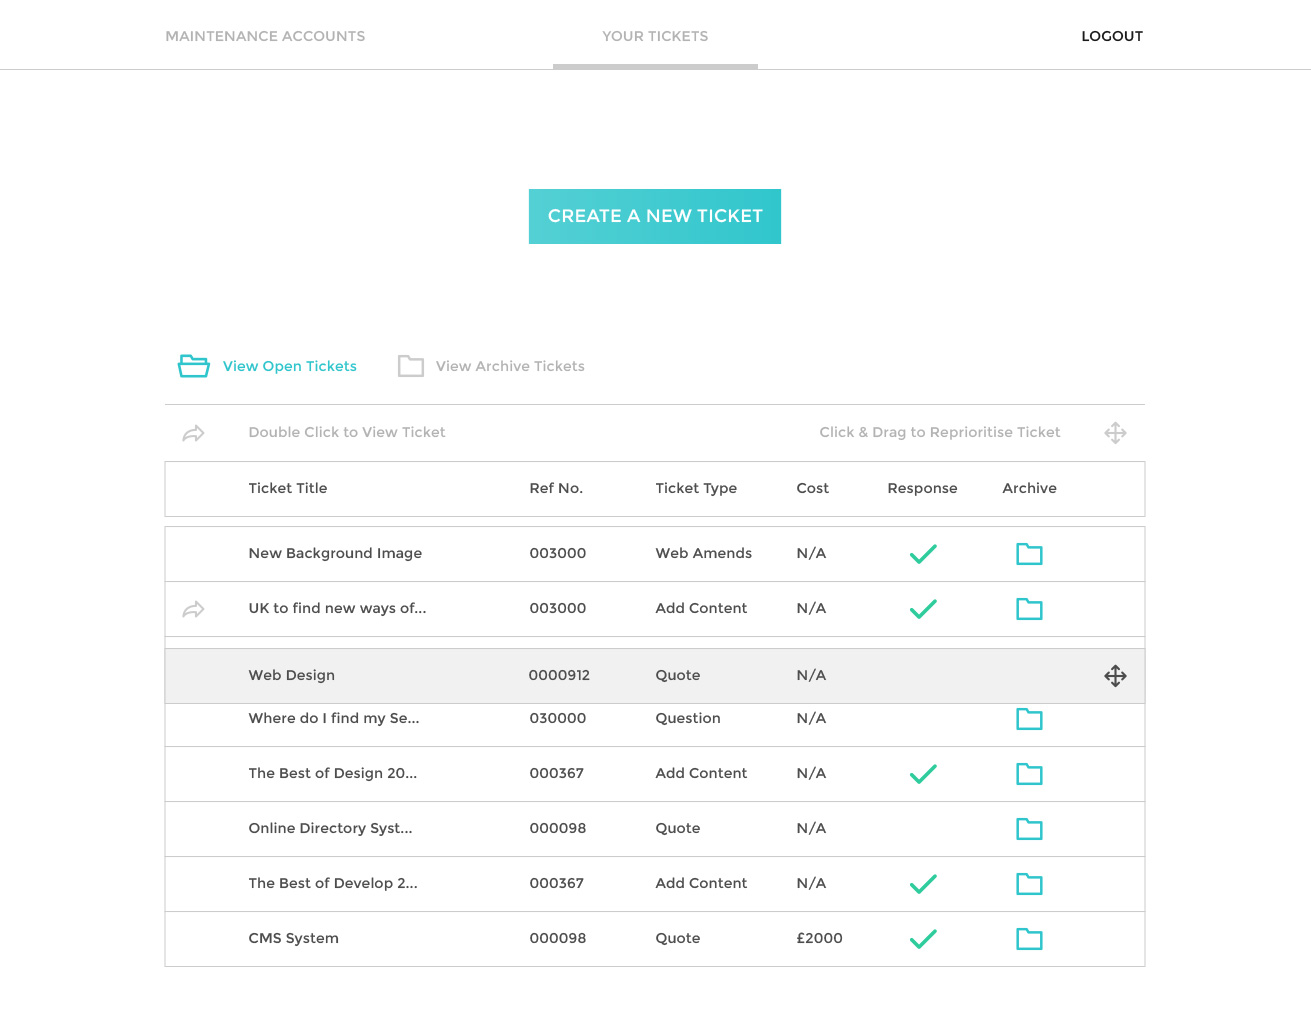 MAINTENANCE ACCOUNTS YOUR TICKETS LOGOUT
CREATE A NEW TICKET
View Open Tickets View Archive Tickets
Double Click to View Ticket Click & Drag to Reprioritise Ticket
Ticket Title Ref No. Ticket Type Cost Response Archive
New Background Image 003000 Web Amends N/A
UK to find new ways of... 003000 Add Content N/A
Web Design 0000912 Quote N/A
Where do I find my Se... 030000 Question N/A
The Best of Design 20... 000367 Add Content N/A
Online Directory Syst... 000098 Quote N/A
The Best of Develop 2... 000367 Add Content N/A
CMS System 000098 Quote £2000